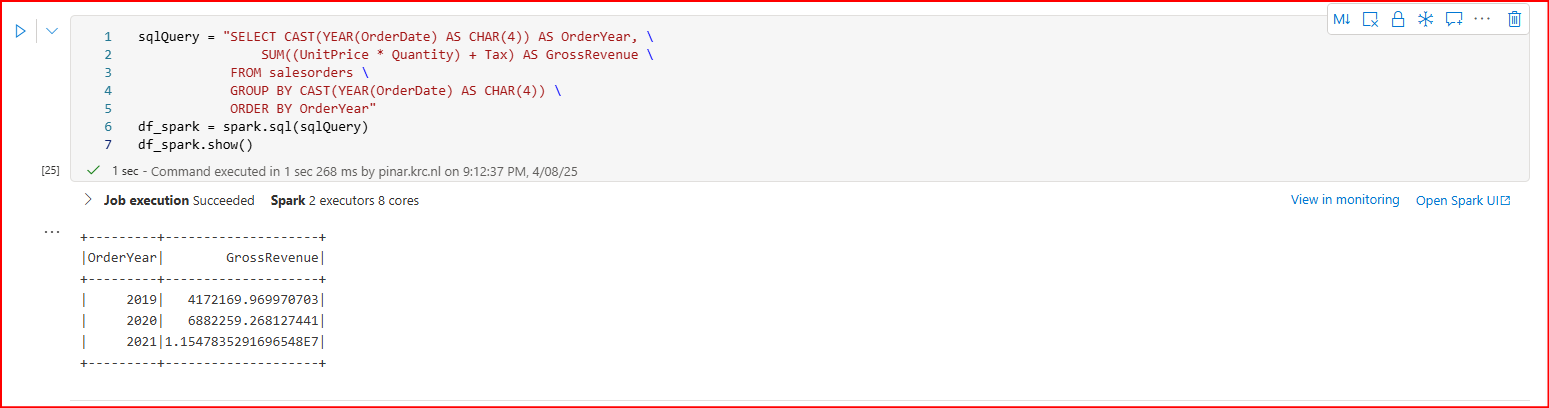 M↓
1 sqlQuery = "SELECT CAST(YEAR(OrderDate) AS CHAR(4)) AS OrderYear, \
2 SUM((UnitPrice * Quantity) + Tax) AS GrossRevenue \
3 FROM salesorders \
4 GROUP BY CAST(YEAR(OrderDate) AS CHAR(4)) \
5 ORDER BY OrderYear"
6 df_spark = spark.sql(sqlQuery)
7 df_spark.show()
[25] 1 sec - Command executed in 1 sec 268 ms by pinar.krc.nl on 9:12:37 PM, 4/08/25
Job execution Succeeded Spark 2 executors 8 cores View in monitoring Open Spark UI
+---------+-------------------+
|OrderYear|       GrossRevenue|
+---------+-------------------+
|     2019|  4172169.969970703|
|     2020|  6882259.268127441|
|     2021|1.1547835291696548E7|
+---------+-------------------+